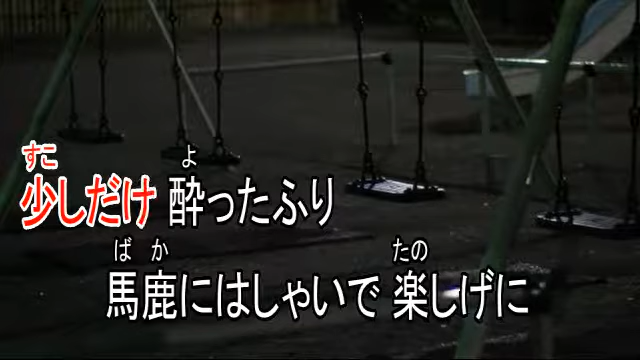 すこ よ
少しだけ 酔ったふり
ばか たの
馬鹿にはしゃいで 楽しげに